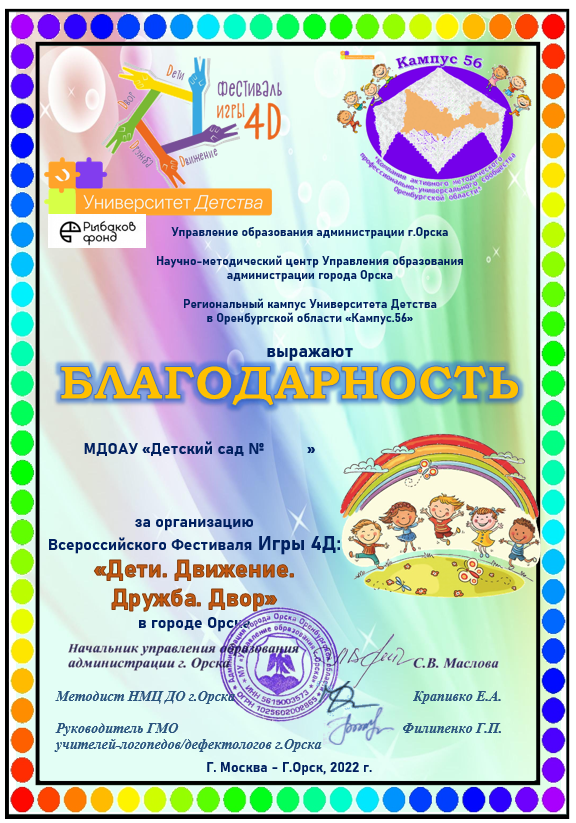 Дети
Двор
Дружба
Движение
Фестиваль
игры 4D
Кампус 56
"Компания активного методического
профессионально-универсального сообщества
Оренбургской области"
Университет Детства
Рыбаков
фонд
Управление образования администрации г.Орска
Научно-методический центр Управления образования
администрации города Орска
Региональный кампус Университета Детства
в Оренбургской области «Кампус.56»
выражают
БЛАГОДАРНОСТЬ
МДОАУ «Детский сад № »
за организацию
Всероссийского Фестиваля Игры 4Д:
«Дети. Движение.
Дружба. Двор»
в городе Орске
Начальник управления образования
администрации г. Орска С.В. Маслова
Методист НМЦ ДО г.Орска Крапивко Е.А.
Руководитель ГМО Филипенко Г.П.
учителей-логопедов/дефектологов г.Орска
Г. Москва – Г.Орск, 2022 г.